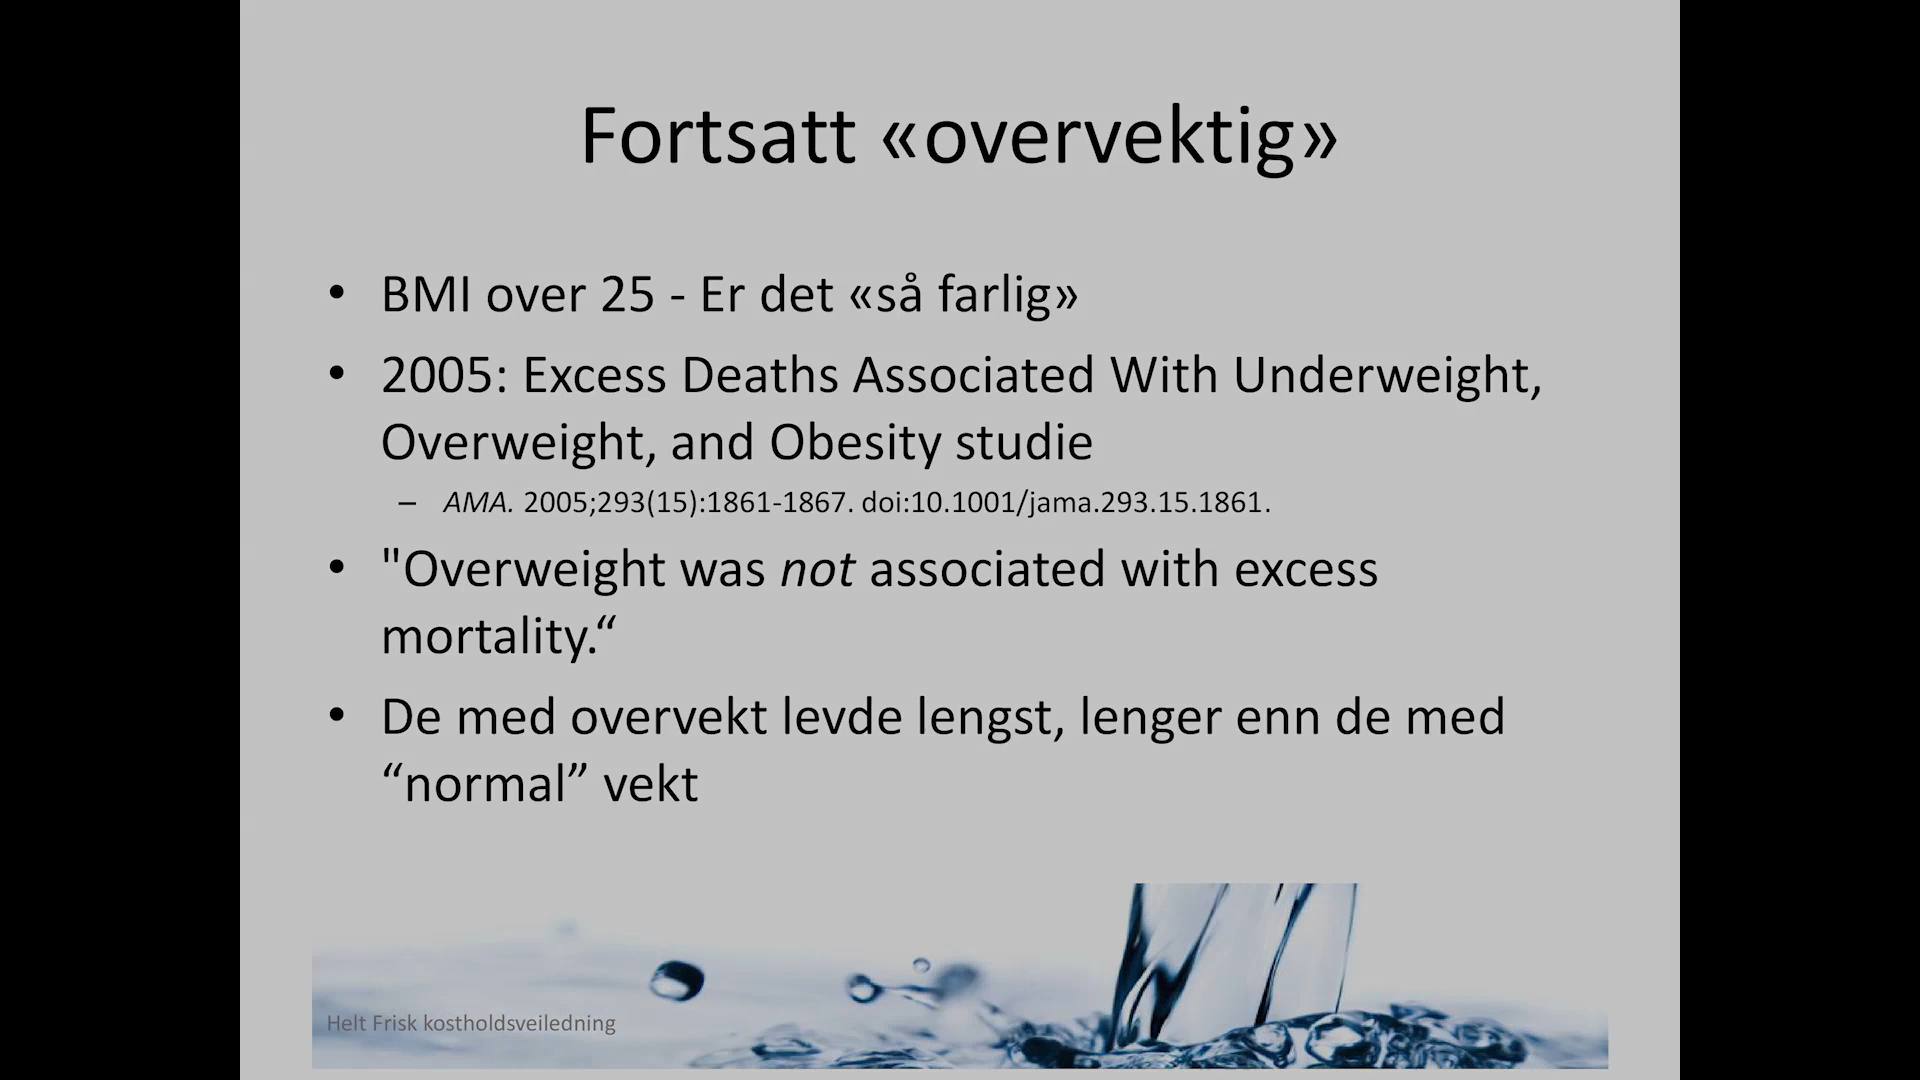 Fortsatt «overvektig»
• BMI over 25 - Er det «så farlig»
• 2005: Excess Deaths Associated With Underweight,
Overweight, and Obesity studie
– AMA. 2005;293(15):1861-1867. doi:10.1001/jama.293.15.1861.
• "Overweight was not associated with excess
mortality.“
• De med overvekt levde lengst, lenger enn de med
“normal” vekt
Helt Frisk kostholdsveiledning